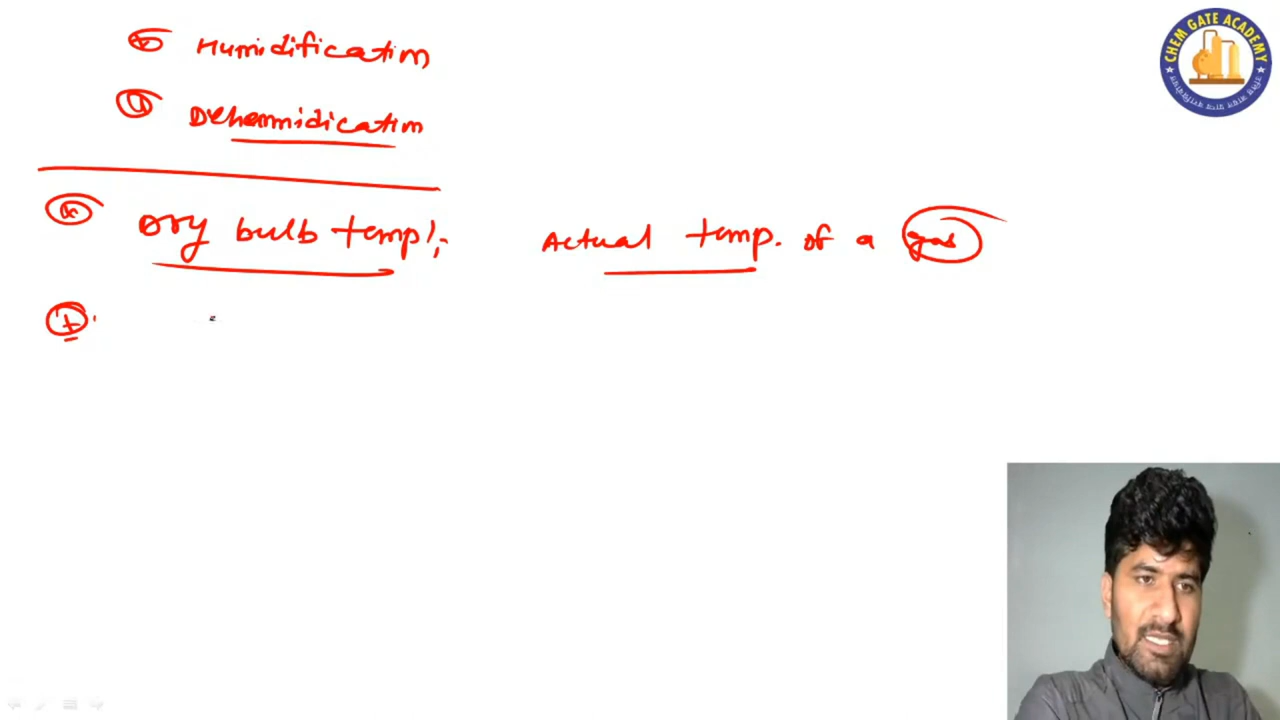 CHEM GATE ACADEMY
Humidification
Dehumidication
Dry bulb temp!; Actual temp. of a gas